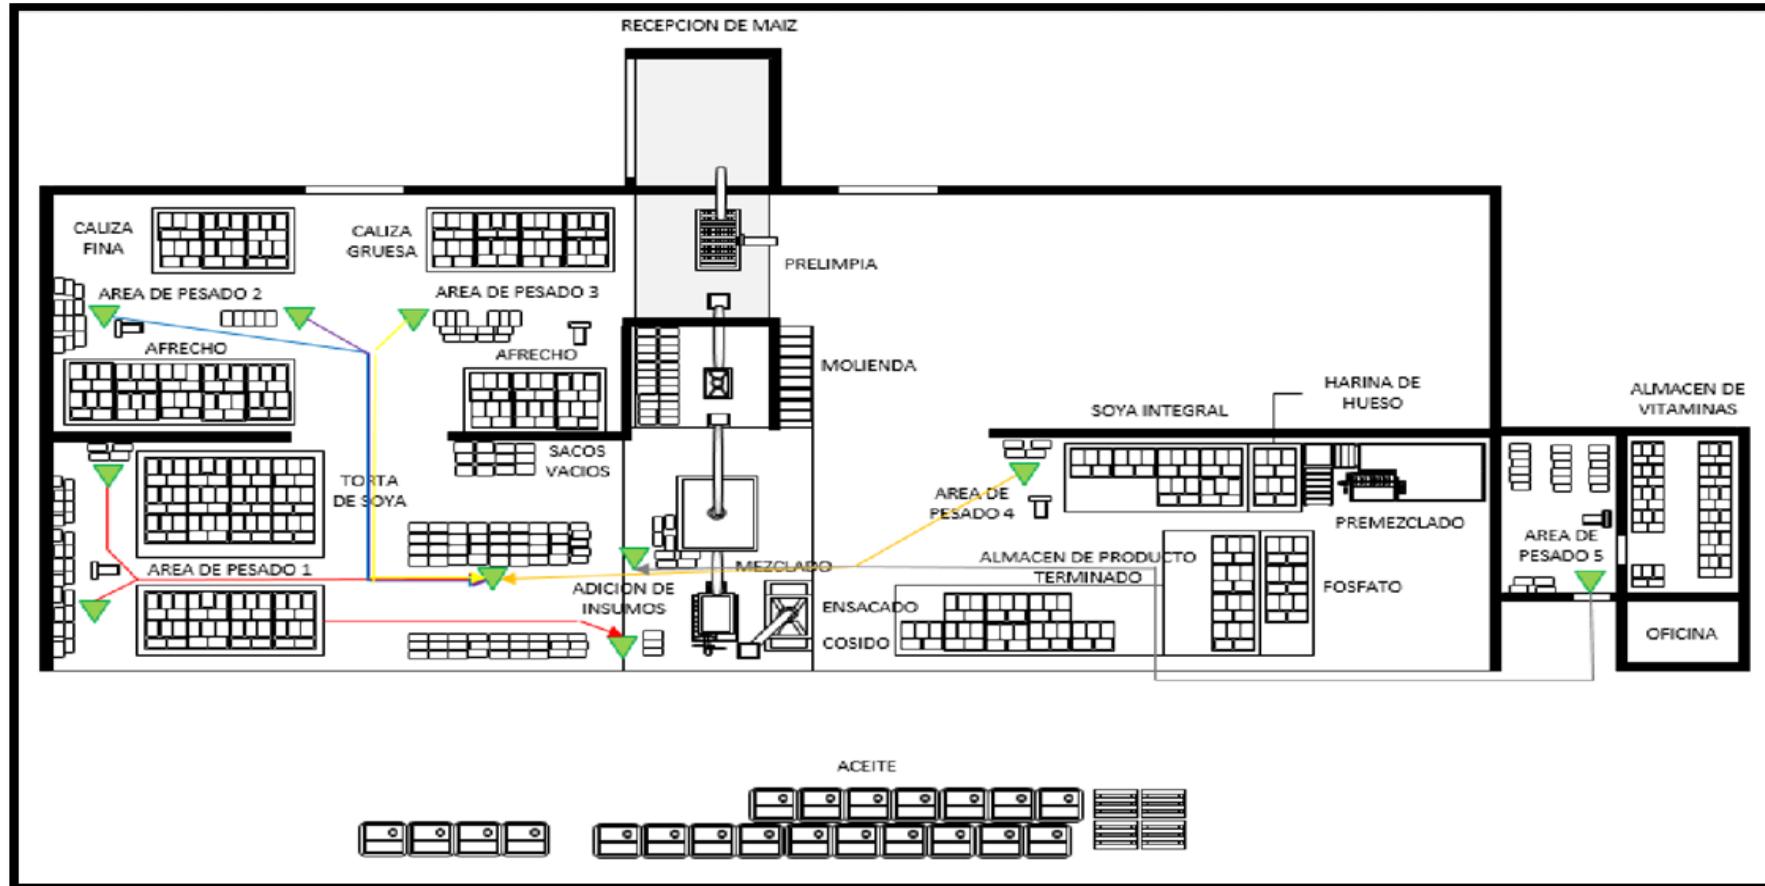 RECEPCION DE MAIZ
CALIZA
FINA
CALIZA
GRUESA
PRELIMPIA
AREA DE PESADO 2
AREA DE PESADO 3
AFRECHO
AFRECHO
MOLIENDA
HARINA DE
HUESO
ALMACEN DE
VITAMINAS
SOYA INTEGRAL
SACOS
VACIOS
TORTA
DE SOYA
AREA DE
PESADO 4
PREMEZCLADO
AREA DE
PESADO 5
AREA DE PESADO 1
MEZCLADO
ALMACEN DE PRODUCTO
TERMINADO
FOSFATO
ADICION DE
INSUMOS
ENSACADO
COSIDO
OFICINA
ACEITE